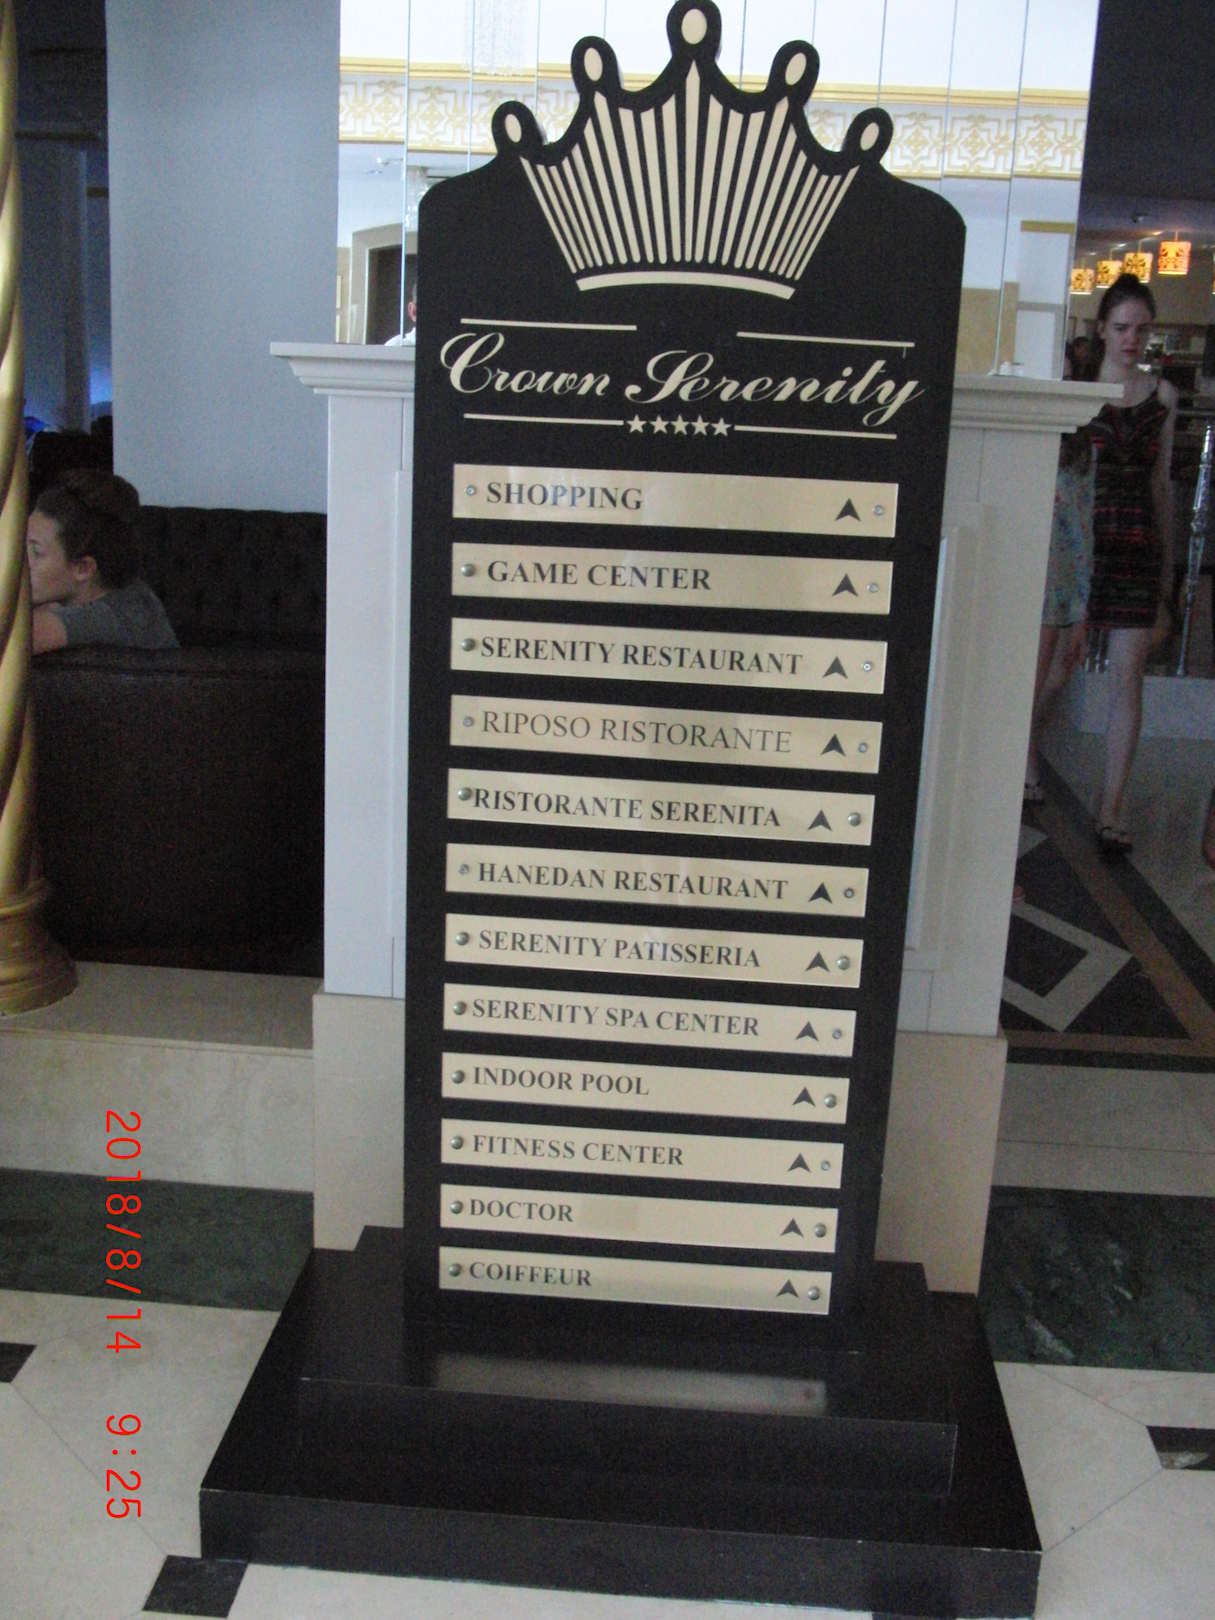 Crown Serenity
SHOPPING
GAME CENTER
SERENITY RESTAURANT
RIPOSO RISTORANTE
RISTORANTE SERENITA
HANEDAN RESTAURANT
SERENITY PATISSERIA
SERENITY SPA CENTER
INDOOR POOL
FITNESS CENTER
DOCTOR
COIFFEUR
2018/8/14 9:25